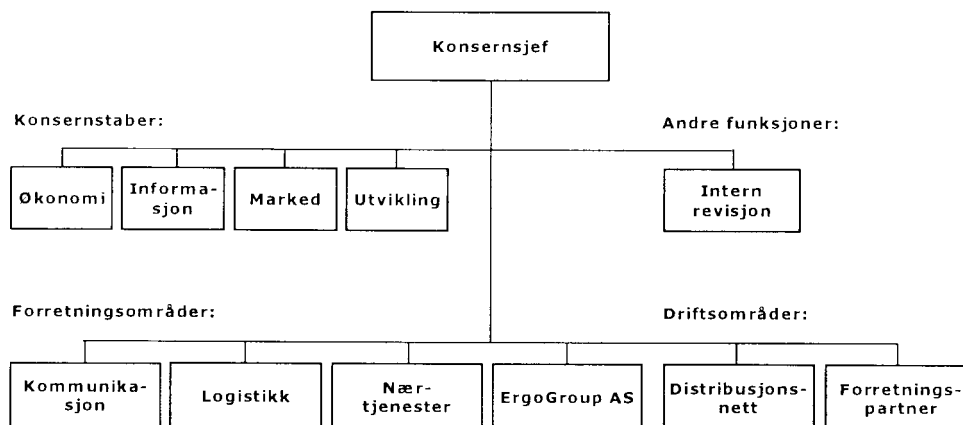 Konsernsjef
Konsernstaber:
Andre funksjoner:
Økonomi
Informa-
sjon
Marked
Utvikling
Intern
revisjon
Forretningsområder:
Driftsområder:
Kommunika-
sjon
Logistikk
Nær-
tjenester
ErgoGroup AS
Distribusjons-
nett
Forretnings-
partner